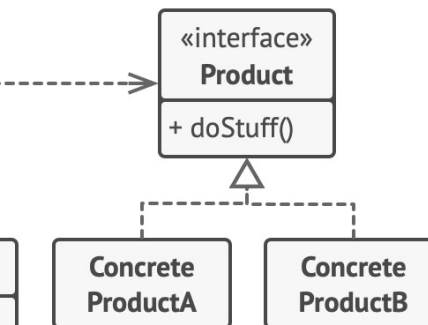 «interface»
Product
+ doStuff()
Concrete
ProductA
Concrete
ProductB